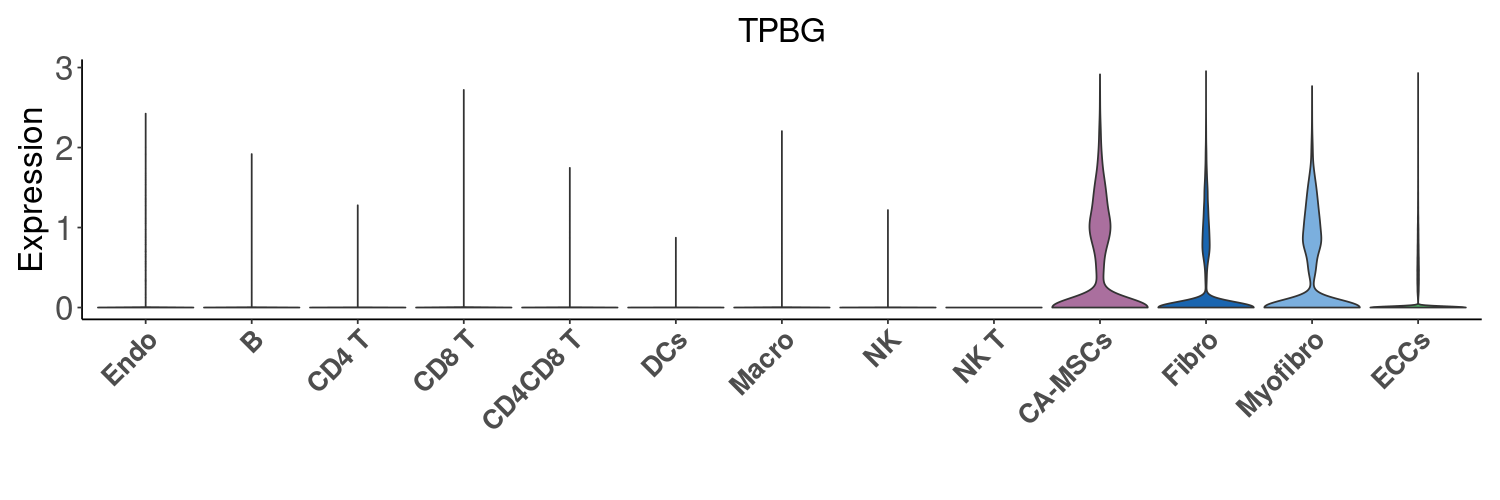 TPBG
Expression
3
2
1
0
Endo
B
CD4 T
CD8 T
CD4CD8 T
DCs
Macro
NK
NK T
CA-MSCs
Fibro
Myofibro
ECCs